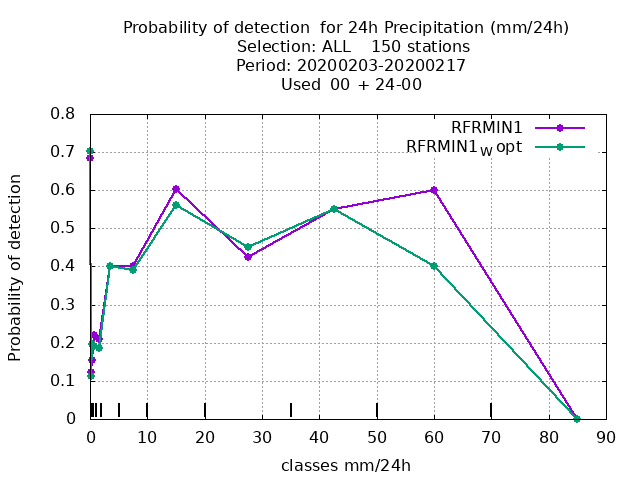 Probability of detection  for 24h Precipitation (mm/24h)
Selection: ALL    150 stations
Period: 20200203-20200217
Used  00 + 24-00
RFRMIN1
RFRMIN1W opt
0.8
0.7
0.6
0.5
0.4
0.3
0.2
0.1
0
Probability of detection
0 10 20 30 40 50 60 70 80 90
classes mm/24h